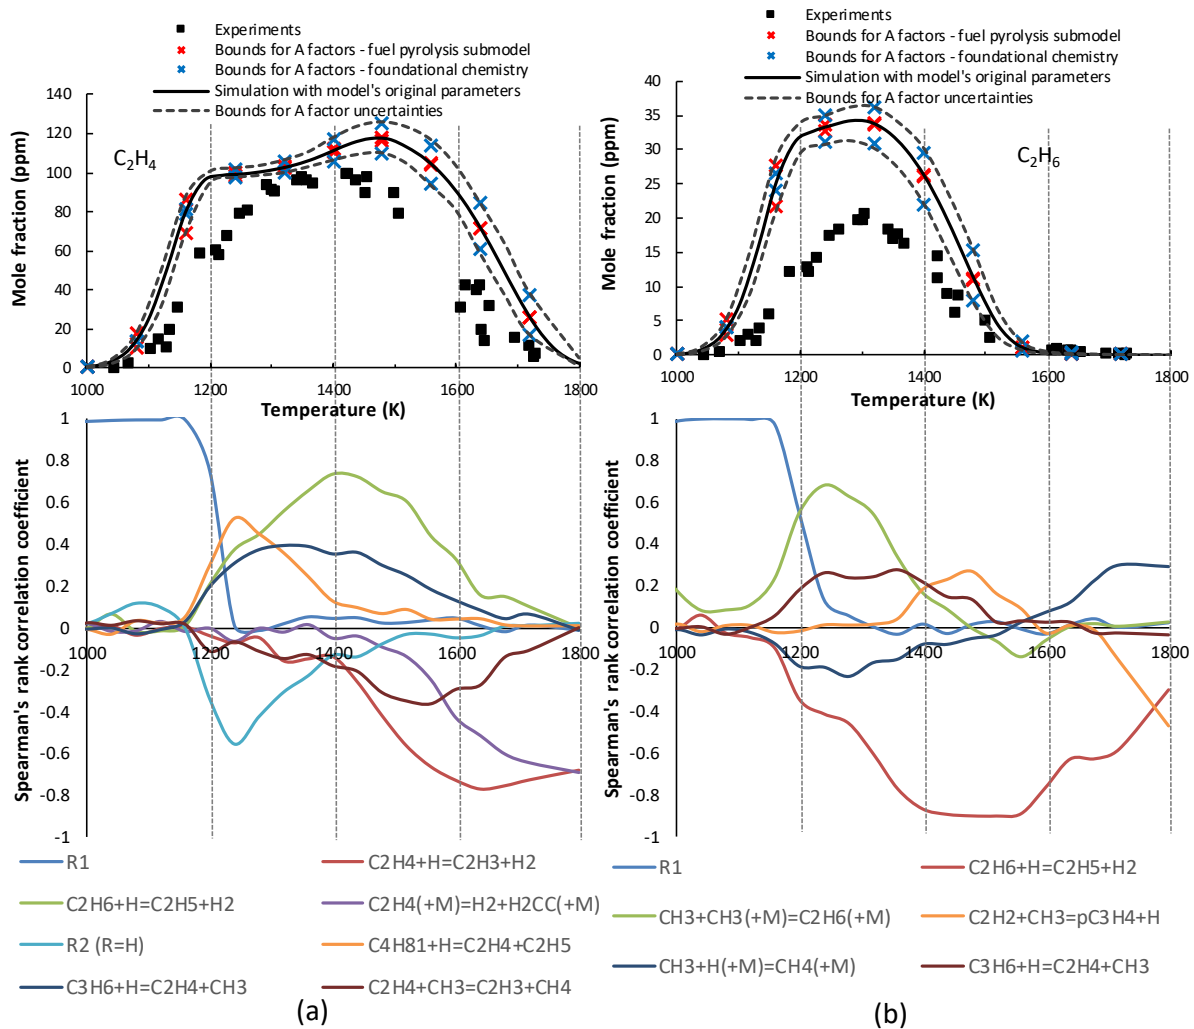 Experiments
Bounds for A factors - fuel pyrolysis submodel
Bounds for A factors - foundational chemistry
Simulation with model's original parameters
Bounds for A factor uncertainties
140
120
100
80
60
40
20
0
Mole fraction (ppm)
C2H4
1000
1200
1400
1600
1800
Temperature (K)
1
0.8
0.6
0.4
0.2
0
-0.2
-0.4
-0.6
-0.8
-1
Spearman's rank correlation coefficient
1000
1200
1400
1600
1800
R1
C2H4+H=C2H3+H2
C2H6+H=C2H5+H2
C2H4(+M)=H2+H2CC(+M)
R2 (R=H)
C4H81+H=C2H4+C2H5
C3H6+H=C2H4+CH3
C2H4+CH3=C2H3+CH4
(a)
Experiments
Bounds for A factors - fuel pyrolysis submodel
Bounds for A factors - foundational chemistry
Simulation with model's original parameters
Bounds for A factor uncertainties
40
35
30
25
20
15
10
5
0
Mole fraction (ppm)
C2H6
1000
1200
1400
1600
1800
Temperature (K)
1
0.8
0.6
0.4
0.2
0
-0.2
-0.4
-0.6
-0.8
-1
Spearman's rank correlation coefficient
1000
1200
1400
1600
1800
R1
C2H6+H=C2H5+H2
CH3+CH3(+M)=C2H6(+M)
C2H2+CH3=pC3H4+H
CH3+H(+M)=CH4(+M)
C3H6+H=C2H4+CH3
(b)